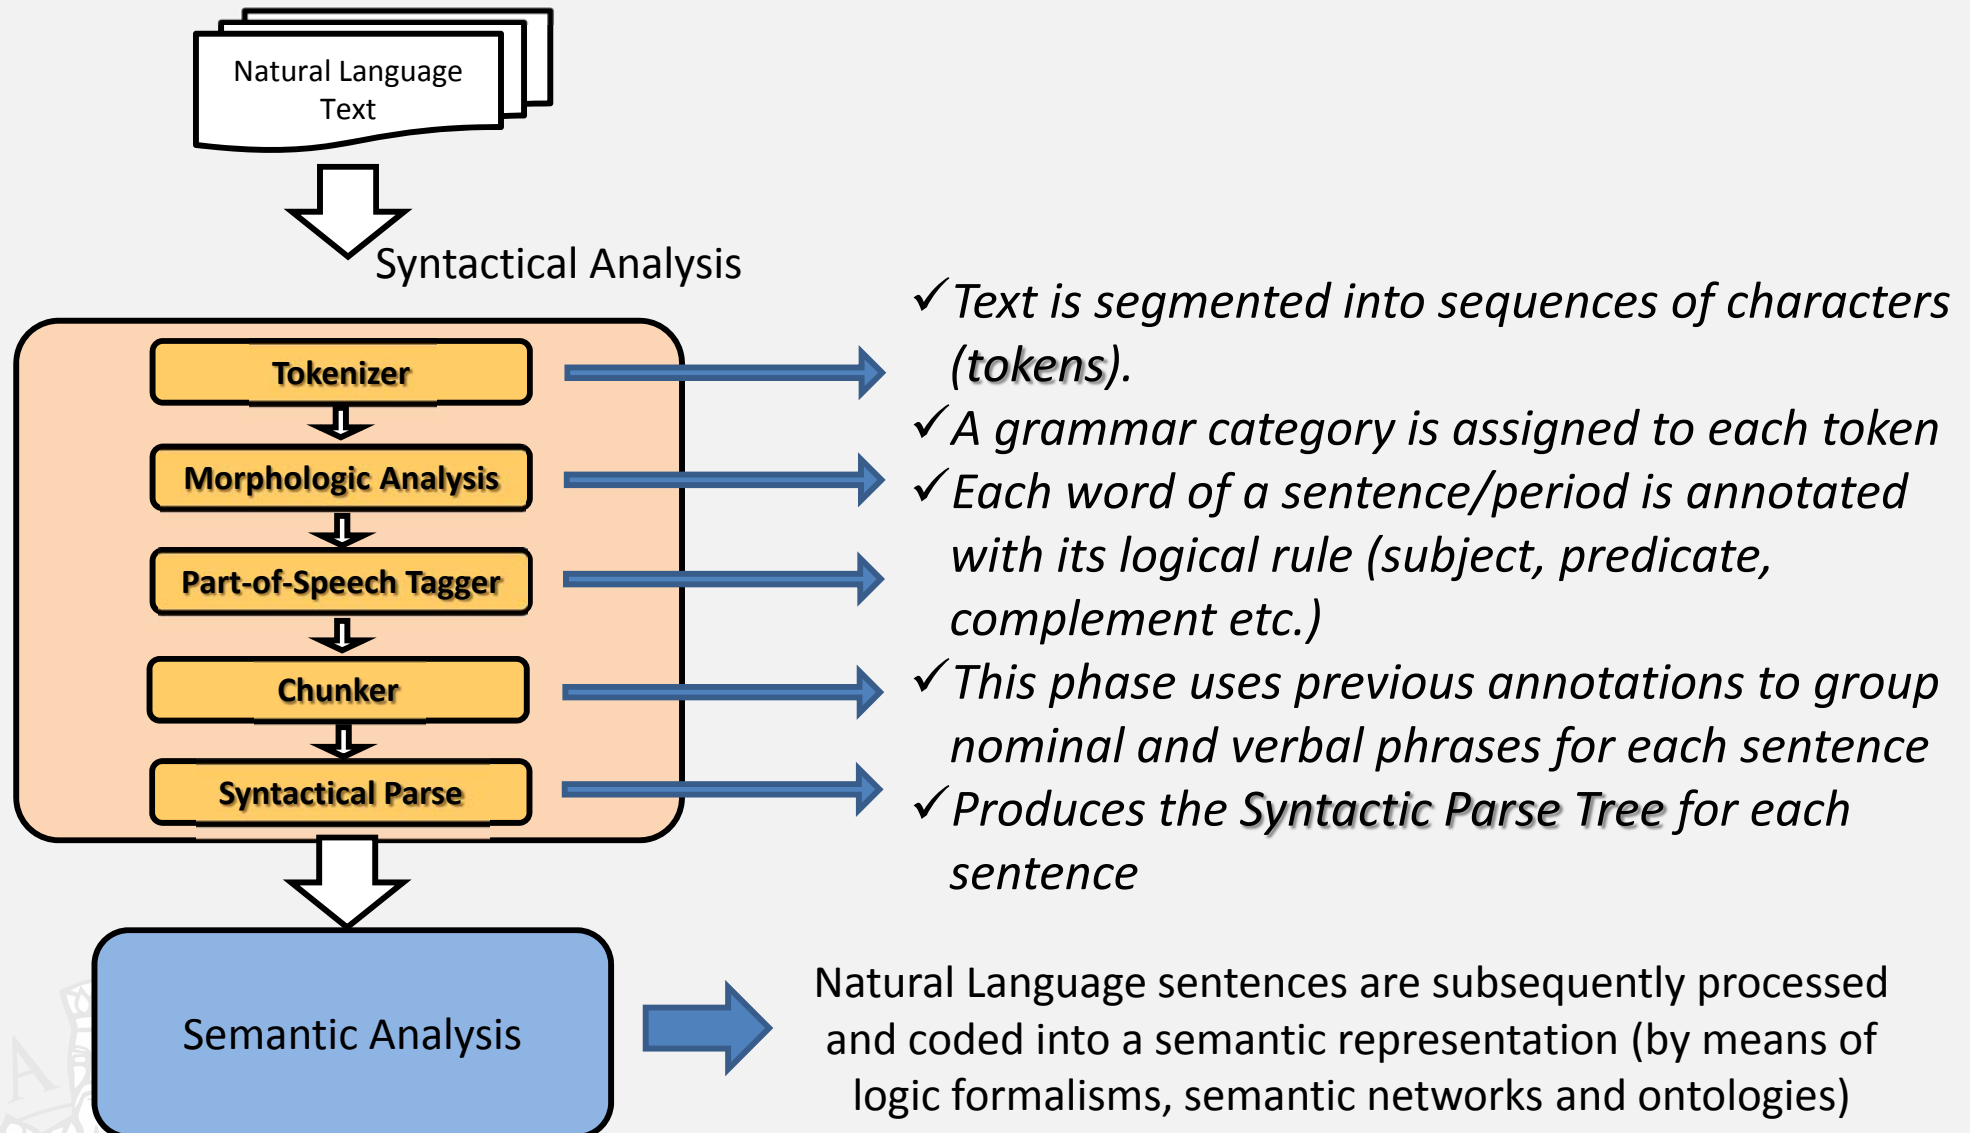 Natural Language
Text
Syntactical Analysis
Tokenizer
Morphologic Analysis
Part-of-Speech Tagger
Chunker
Syntactical Parse
✓Text is segmented into sequences of characters
(tokens).
✓A grammar category is assigned to each token
✓Each word of a sentence/period is annotated
with its logical rule (subject, predicate,
complement etc.)
✓This phase uses previous annotations to group
nominal and verbal phrases for each sentence
✓Produces the Syntactic Parse Tree for each
sentence
Semantic Analysis
Natural Language sentences are subsequently processed
and coded into a semantic representation (by means of
logic formalisms, semantic networks and ontologies)
A